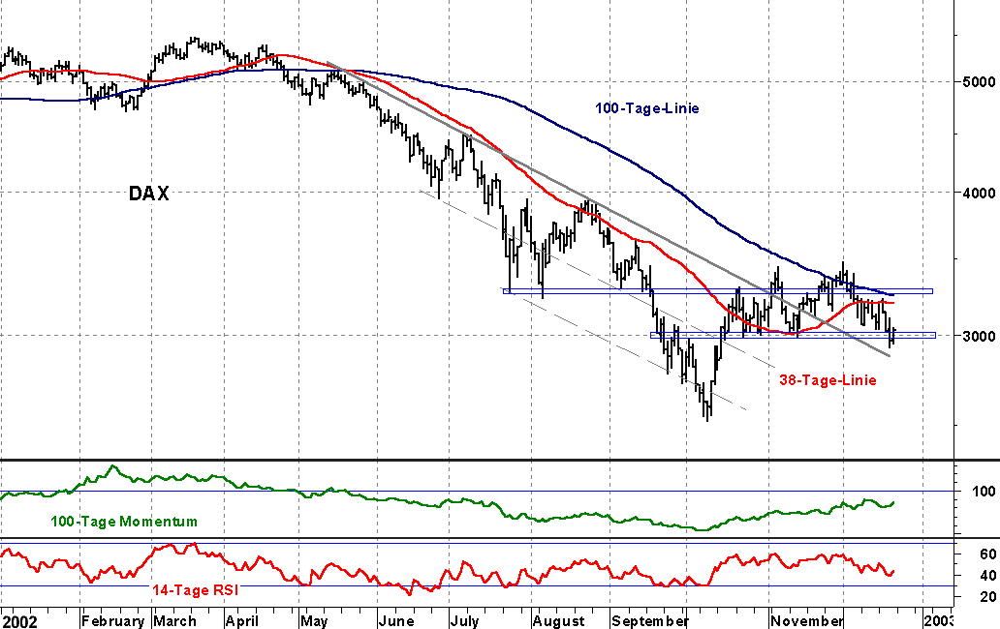 5000
100-Tage-Linie
DAX
4000
3000
38-Tage-Linie
100
100-Tage Momentum
60
40
14-Tage RSI
20
2002 February March April May June July August September November 2003